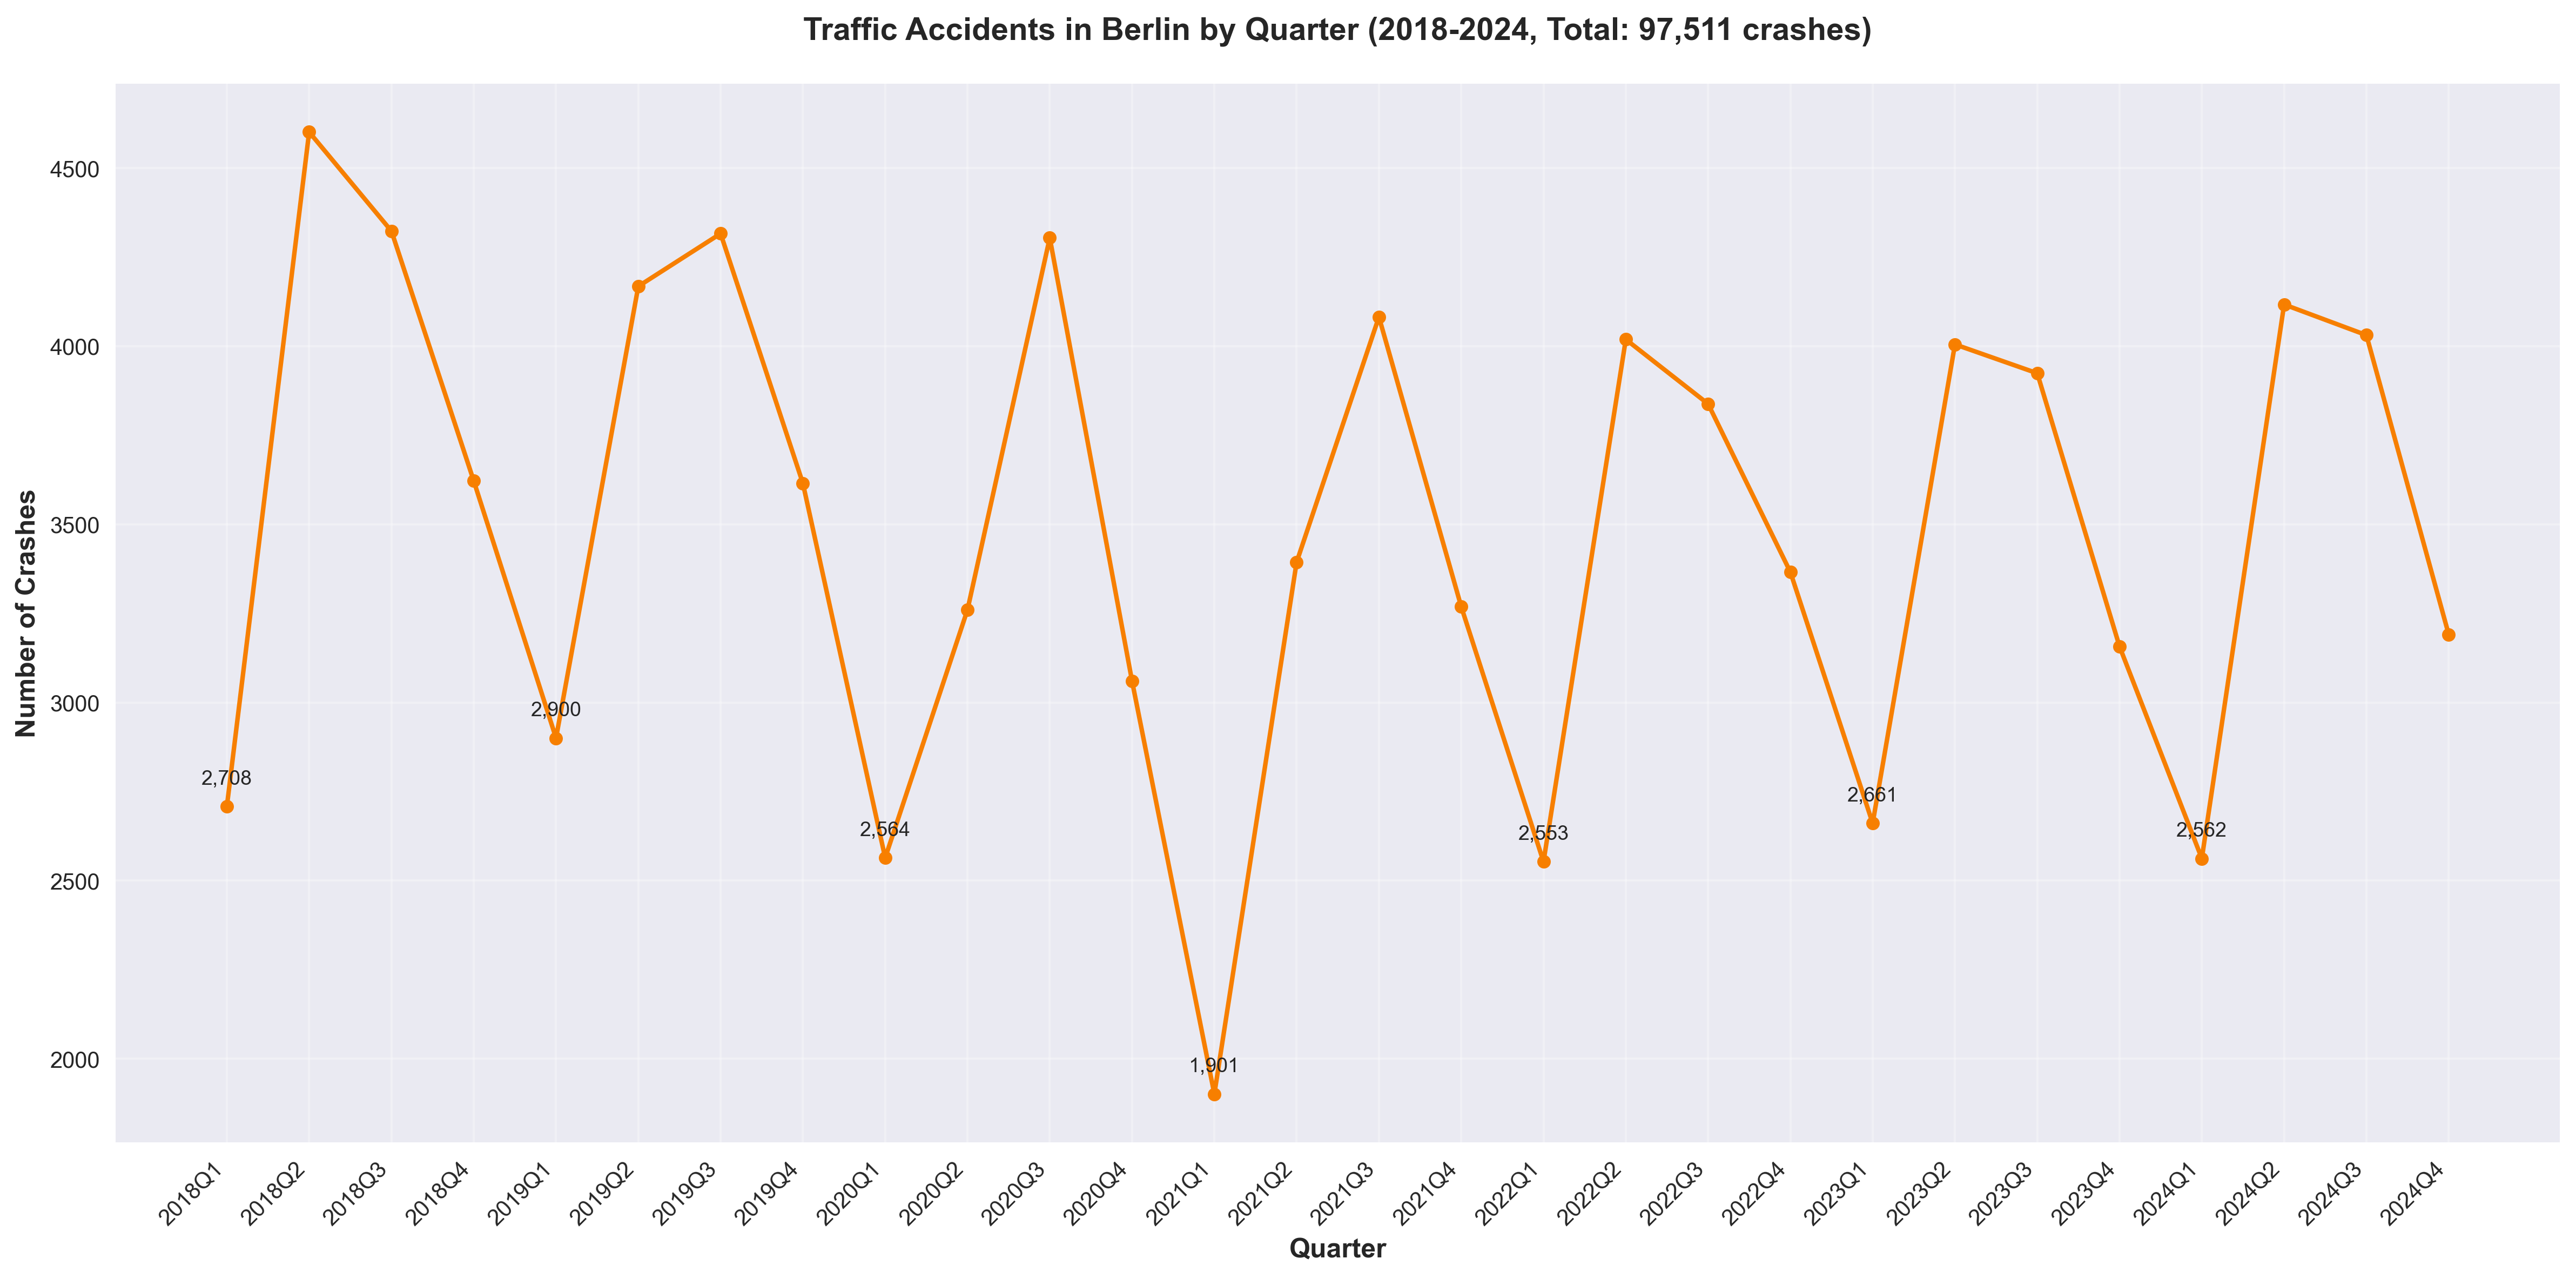 Traffic Accidents in Berlin by Quarter (2018-2024, Total: 97,511 crashes)
Number of Crashes
4500
4000
3500
3000
2500
2000
2,708
2,900
2,564
1,901
2,553
2,661
2,562
2018Q1
2018Q2
2018Q3
2018Q4
2019Q1
2019Q2
2019Q3
2019Q4
2020Q1
2020Q2
2020Q3
2020Q4
2021Q1
2021Q2
2021Q3
2021Q4
2022Q1
2022Q2
2022Q3
2022Q4
2023Q1
2023Q2
2023Q3
2023Q4
2024Q1
2024Q2
2024Q3
2024Q4
Quarter